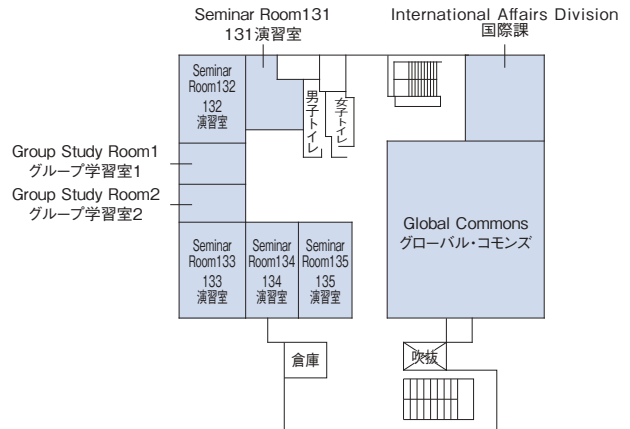 Seminar Room131
131演習室
International Affairs Division
国際課
Seminar
Room132
132
演習室
男子トイレ
女子トイレ
Group Study Room1
グループ学習室1
Group Study Room2
グループ学習室2
Global Commons
グローバル・コモンズ
Seminar
Room133
133
演習室
Seminar
Room134
134
演習室
Seminar
Room135
135
演習室
倉庫
吹抜